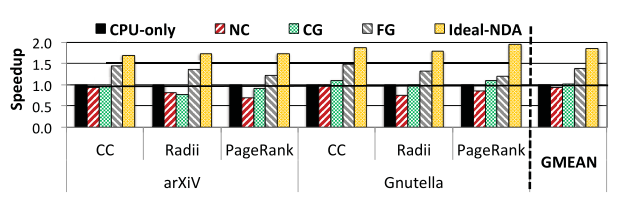 CPU-only NC CG FG Ideal-NDA
Speedup
2.0
1.5
1.0
0.5
0.0
CC Radii PageRank CC Radii PageRank
GMEAN
arXiV Gnutella